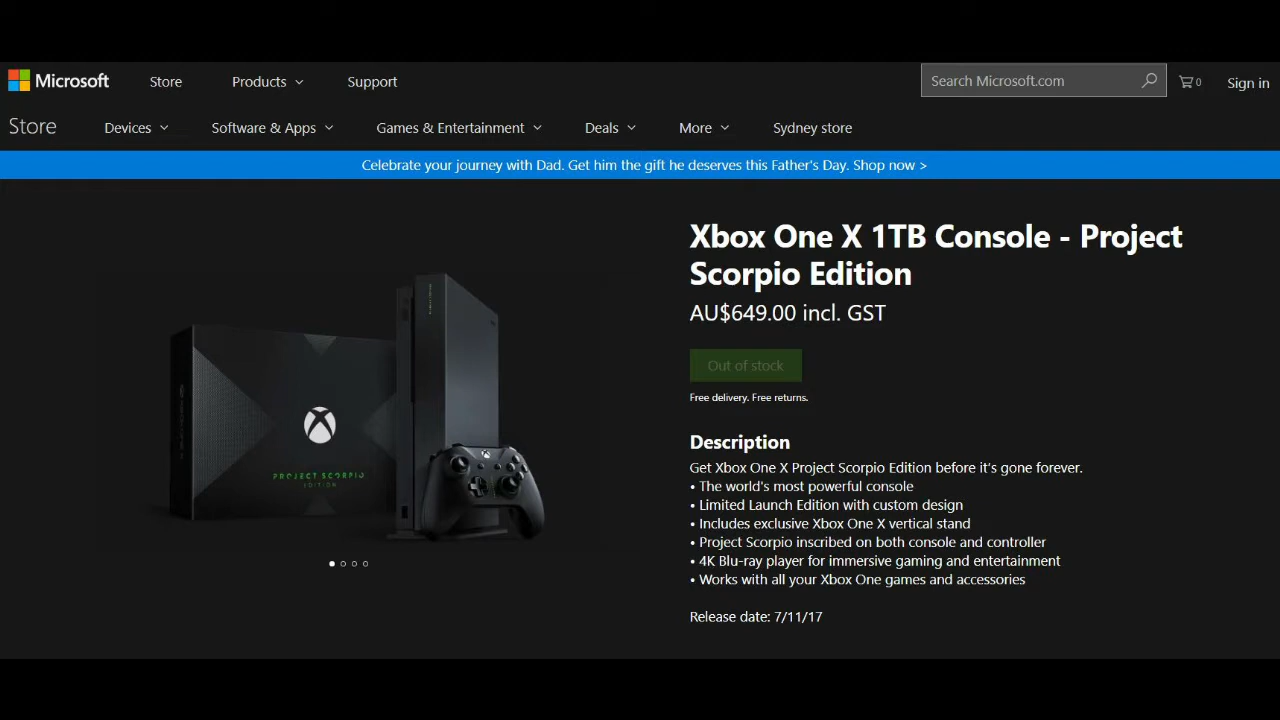 Microsoft Store Products Support Search Microsoft.com 0 Sign in
Store Devices Software & Apps Games & Entertainment Deals More Sydney store
Celebrate your journey with Dad. Get him the gift he deserves this Father's Day. Shop now >
Xbox One X 1TB Console - Project
Scorpio Edition
AU$649.00 incl. GST
Out of stock
Free delivery. Free returns.
PROJECT SCORPIO
EDITION
Description
Get Xbox One X Project Scorpio Edition before it's gone forever.
• The world's most powerful console
• Limited Launch Edition with custom design
• Includes exclusive Xbox One X vertical stand
• Project Scorpio inscribed on both console and controller
• 4K Blu-ray player for immersive gaming and entertainment
• Works with all your Xbox One games and accessories
Release date: 7/11/17